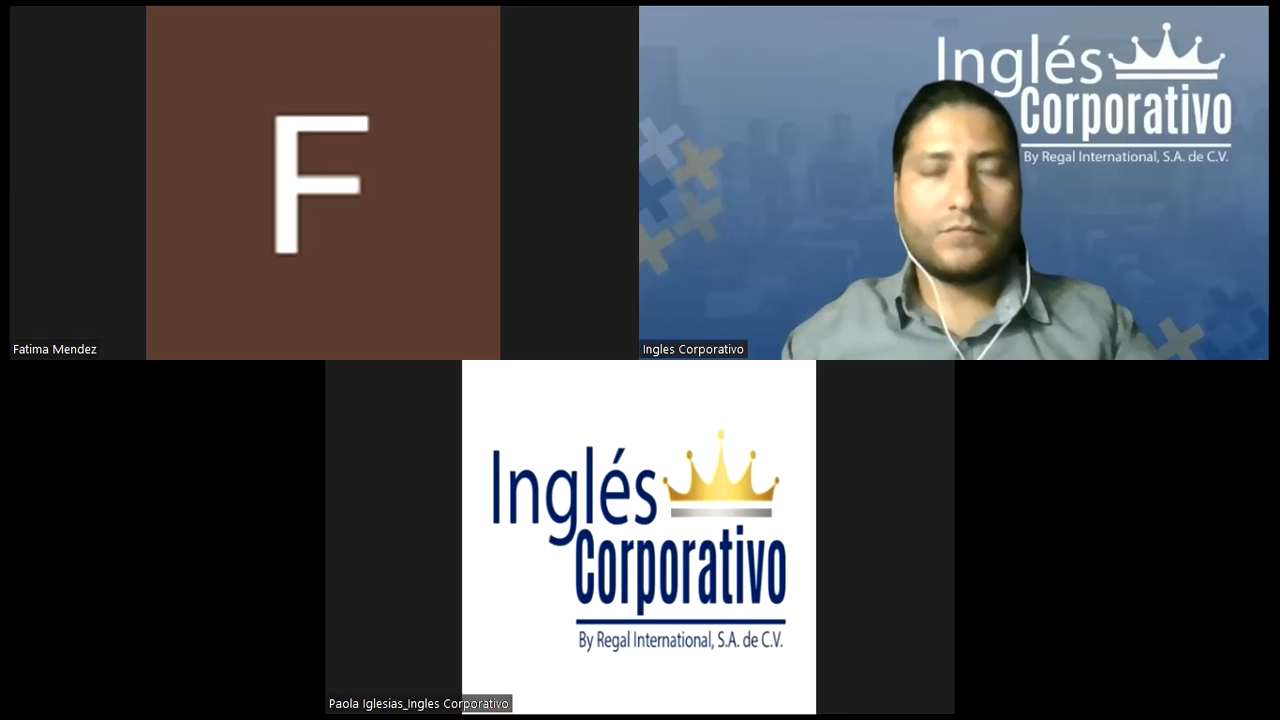 F
Fatima Mendez
Inglés
Corporativo
By Regal International, S.A. de C.V.
Ingles Corporativo
Inglés
Corporativo
By Regal International, S.A. de C.V.
Paola Iglesias_Ingles Corporativo